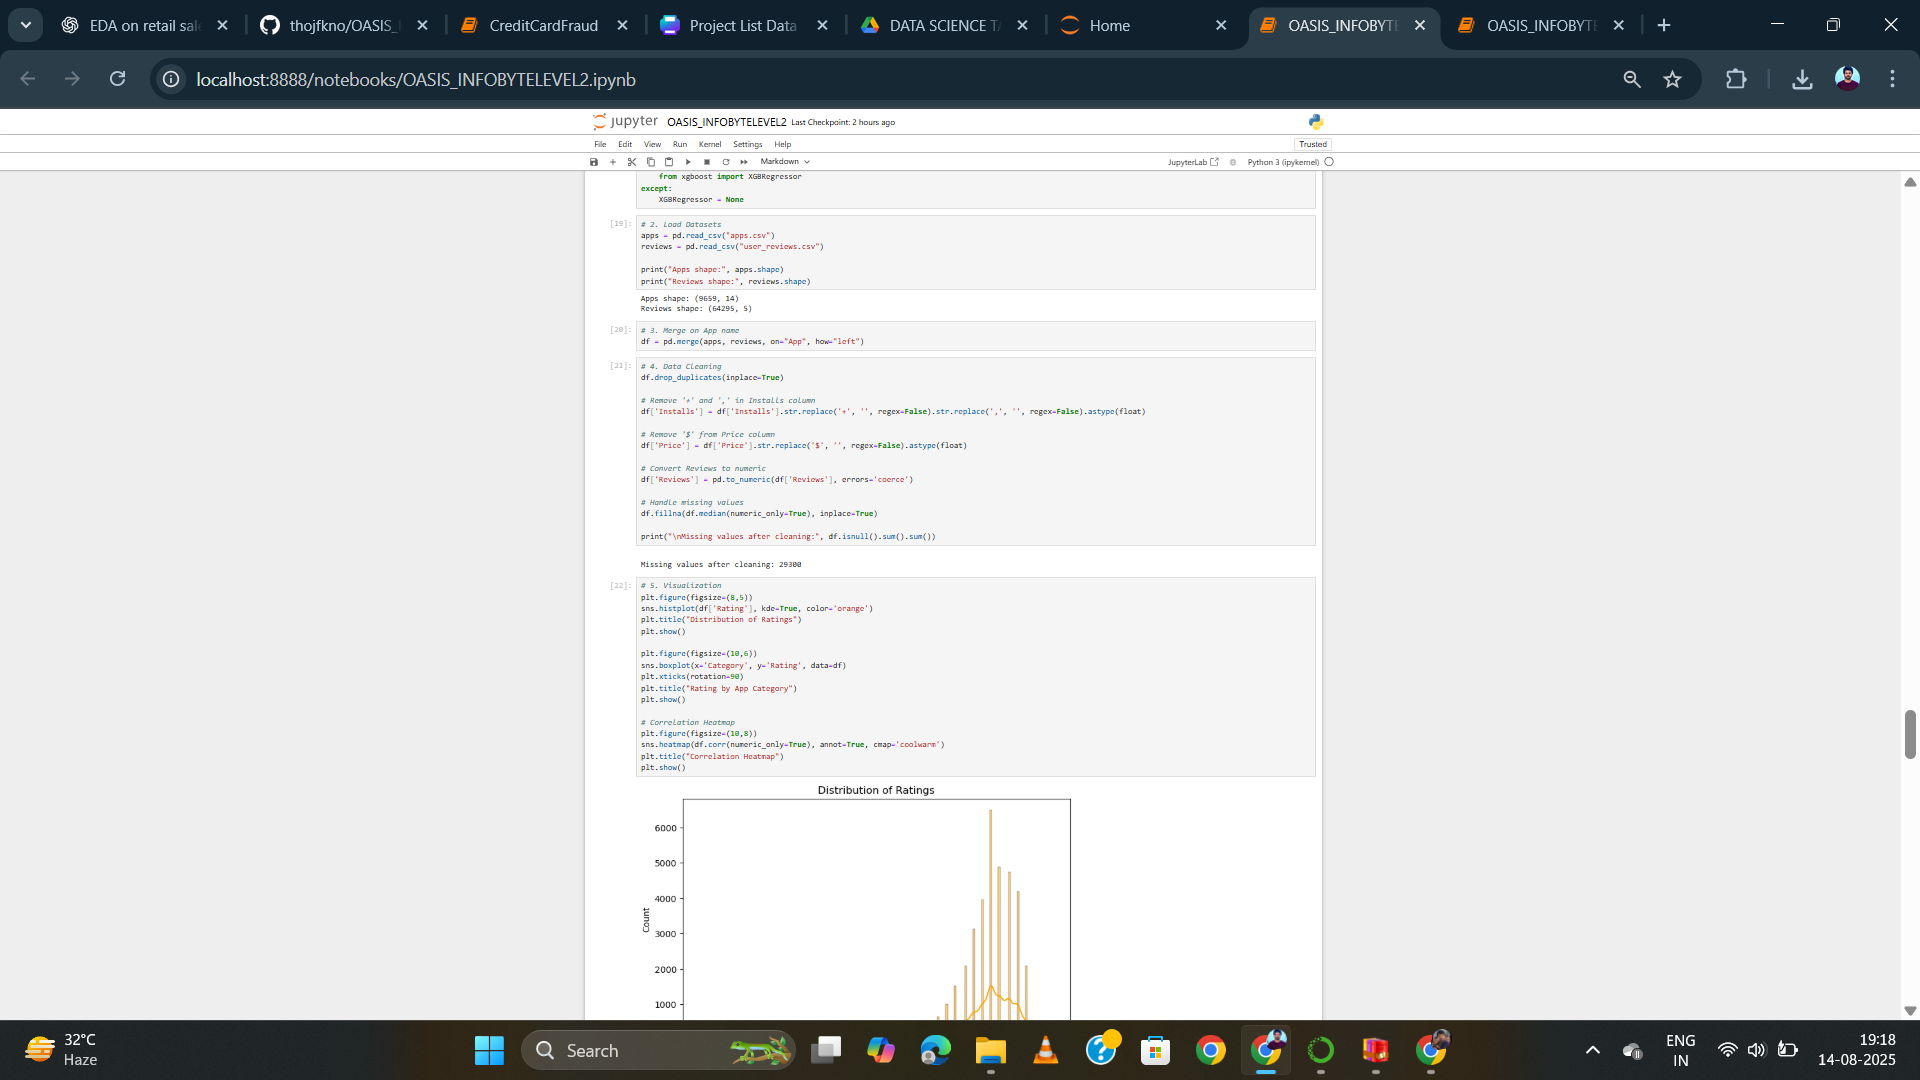 EDA on retail sal
thojfkno/OASIS_I
CreditCardFraud
Project List Data
DATA SCIENCE TA
Home
OASIS_INFOBYTE
OASIS_INFOBYTE
localhost:8888/notebooks/OASIS_INFOBYTELEVEL2.ipynb
jupyter OASIS_INFOBYTELEVEL2 Last Checkpoint: 2 hours ago
File Edit View Run Kernel Settings Help Trusted
Markdown JupyterLab Python 3 (ipykernel)
from xgboost import XGBRegressor
except:
XGBRegressor = None
[19]: # 2. Load Datasets
apps = pd.read_csv("apps.csv")
reviews = pd.read_csv("user_reviews.csv")
print("Apps shape:", apps.shape)
print("Reviews shape:", reviews.shape)
Apps shape: (9659, 14)
Reviews shape: (64295, 5)
[20]: # 3. Merge on App name
df = pd.merge(apps, reviews, on="App", how="left")
[21]: # 4. Data Cleaning
df.drop_duplicates(inplace=True)
# Remove '+' and ',' in Installs column
df['Installs'] = df['Installs'].str.replace('+', '', regex=False).str.replace(',', '', regex=False).astype(float)
# Remove '$' from Price column
df['Price'] = df['Price'].str.replace('$', '', regex=False).astype(float)
# Convert Reviews to numeric
df['Reviews'] = pd.to_numeric(df['Reviews'], errors='coerce')
# Handle missing values
df.fillna(df.median(numeric_only=True), inplace=True)
print("\nMissing values after cleaning:", df.isnull().sum().sum())
Missing values after cleaning: 29300
[22]: # 5. Visualization
plt.figure(figsize=(8,5))
sns.histplot(df['Rating'], kde=True, color='orange')
plt.title("Distribution of Ratings")
plt.show()
plt.figure(figsize=(10,6))
sns.boxplot(x='Category', y='Rating', data=df)
plt.xticks(rotation=90)
plt.title("Rating by App Category")
plt.show()
# Correlation Heatmap
plt.figure(figsize=(10,8))
sns.heatmap(df.corr(numeric_only=True), annot=True, cmap='coolwarm')
plt.title("Correlation Heatmap")
plt.show()
Distribution of Ratings
6000
5000
4000
Count
3000
2000
1000
32°C
Haze
Search
ENG
IN
19:18
14-08-2025